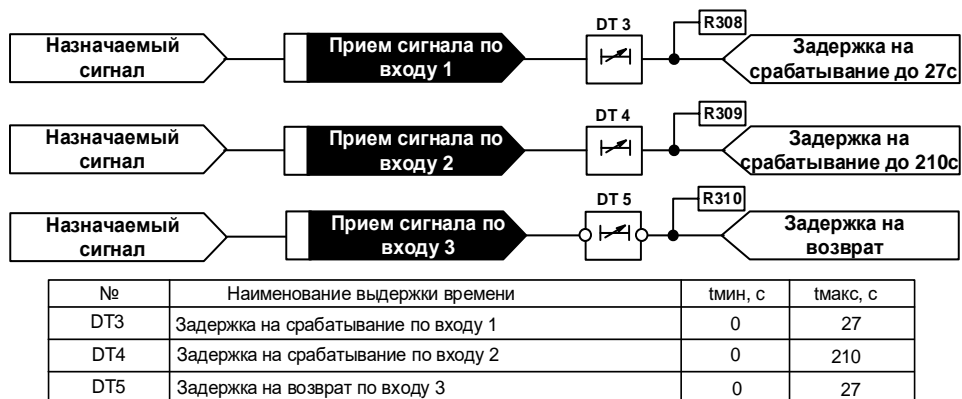 Назначаемый
сигнал
Прием сигнала по
входу 1
DT 3
R308
Задержка на
срабатывание до 27с
Назначаемый
сигнал
Прием сигнала по
входу 2
DT 4
R309
Задержка на
срабатывание до 210с
Назначаемый
сигнал
Прием сигнала по
входу 3
DT 5
R310
Задержка на
возврат
№ Наименование выдержки времени tмин, с tмакс, с
DT3 Задержка на срабатывание по входу 1 0 27
DT4 Задержка на срабатывание по входу 2 0 210
DT5 Задержка на возврат по входу 3 0 27